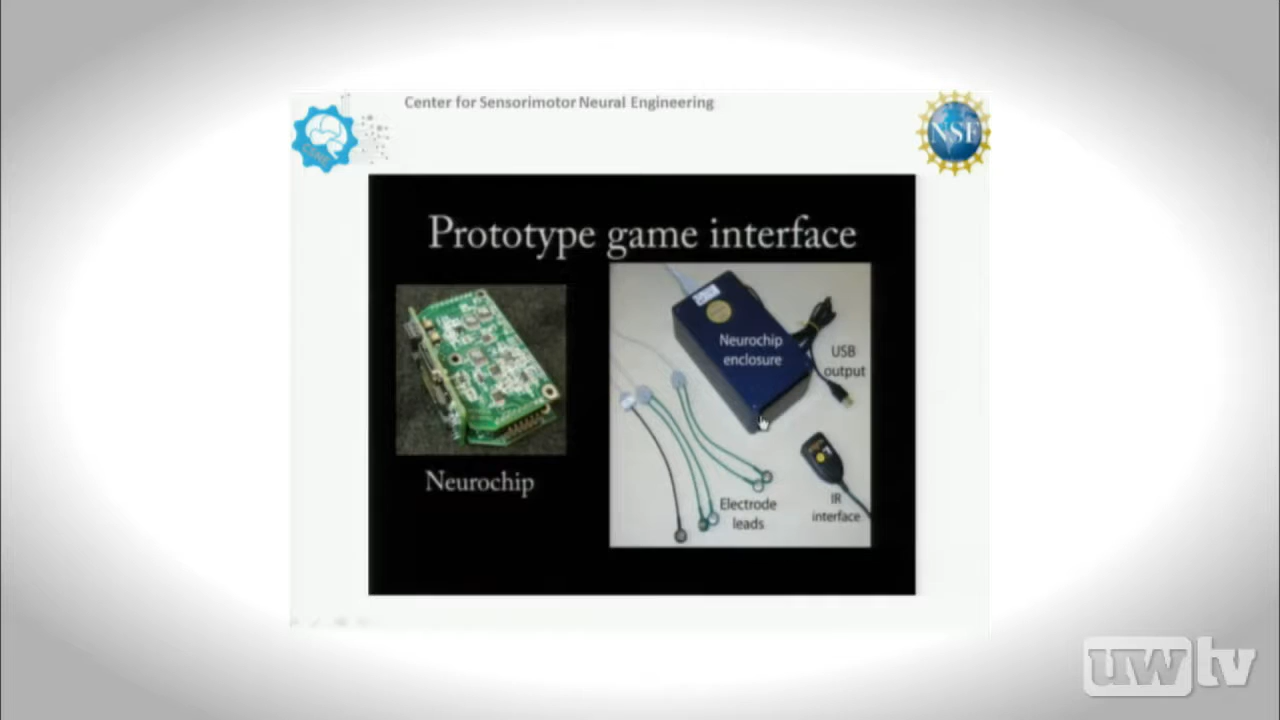 Center for Sensorimotor Neural Engineering
CSNE
NSF
Prototype game interface
Neurochip
enclosure
USB
output
Neurochip
Electrode
leads
IR
interface
uwtv